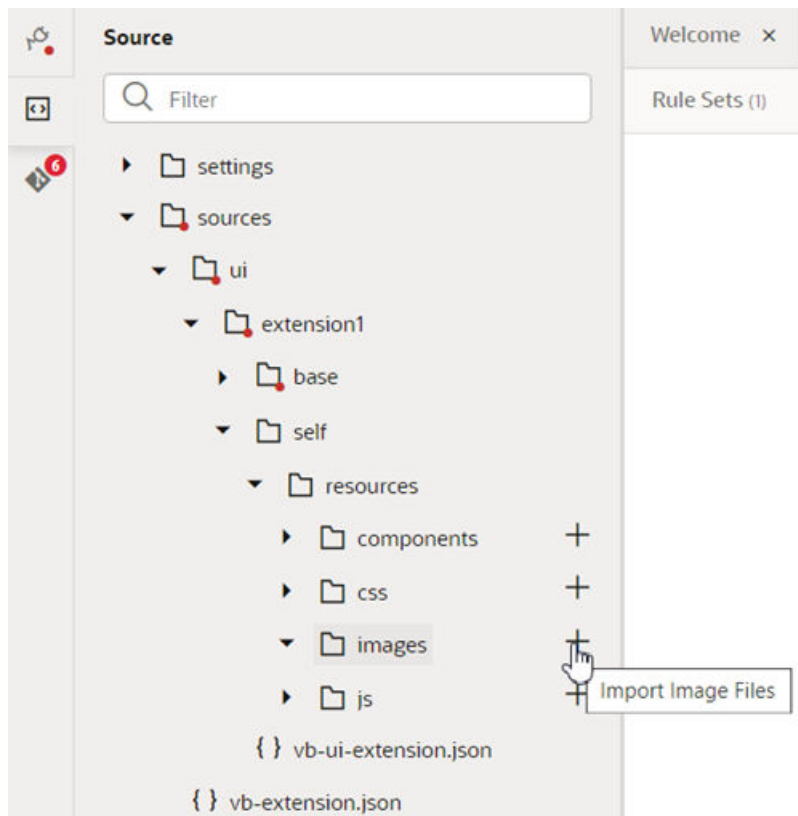 Source
Welcome ×
Filter
Rule Sets (1)
6
settings
sources
ui
extension1
base
self
resources
components
css
images
Import Image Files
js
{ } vb-ui-extension.json
{ } vb-extension.json